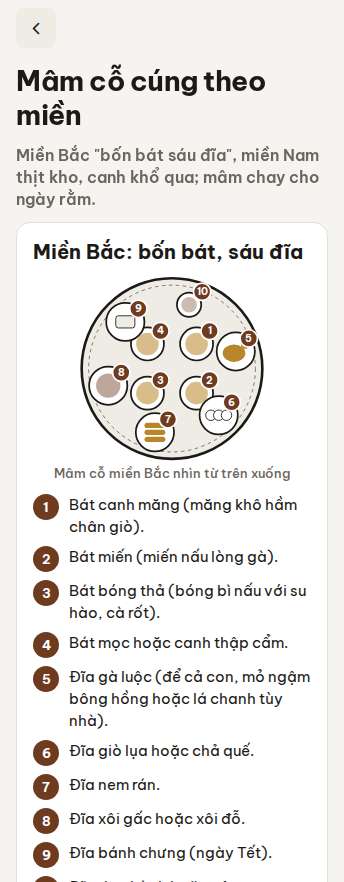 Mâm cỗ cúng theo
miền
Miền Bắc "bốn bát sáu đĩa", miền Nam
thịt kho, canh khổ qua; mâm chay cho
ngày rằm.
Miền Bắc: bốn bát, sáu đĩa
10
9
4
1
5
8
3
2
6
7
Mâm cỗ miền Bắc nhìn từ trên xuống
1 Bát canh măng (măng khô hầm
chân giò).
2 Bát miến (miến nấu lòng gà).
3 Bát bóng thả (bóng bì nấu với su
hào, cà rốt).
4 Bát mọc hoặc canh thập cẩm.
5 Đĩa gà luộc (để cả con, mỏ ngậm
bông hồng hoặc lá chanh tùy
nhà).
6 Đĩa giò lụa hoặc chả quế.
7 Đĩa nem rán.
8 Đĩa xôi gấc hoặc xôi đỗ.
9 Đĩa bánh chưng (ngày Tết).